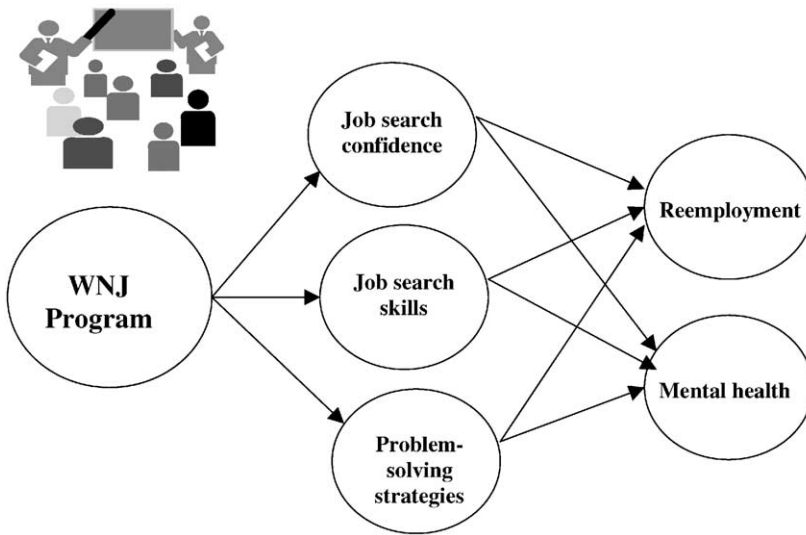 Job search
confidence
Reemployment
WNJ
Program
Job search
skills
Mental health
Problem-
solving
strategies